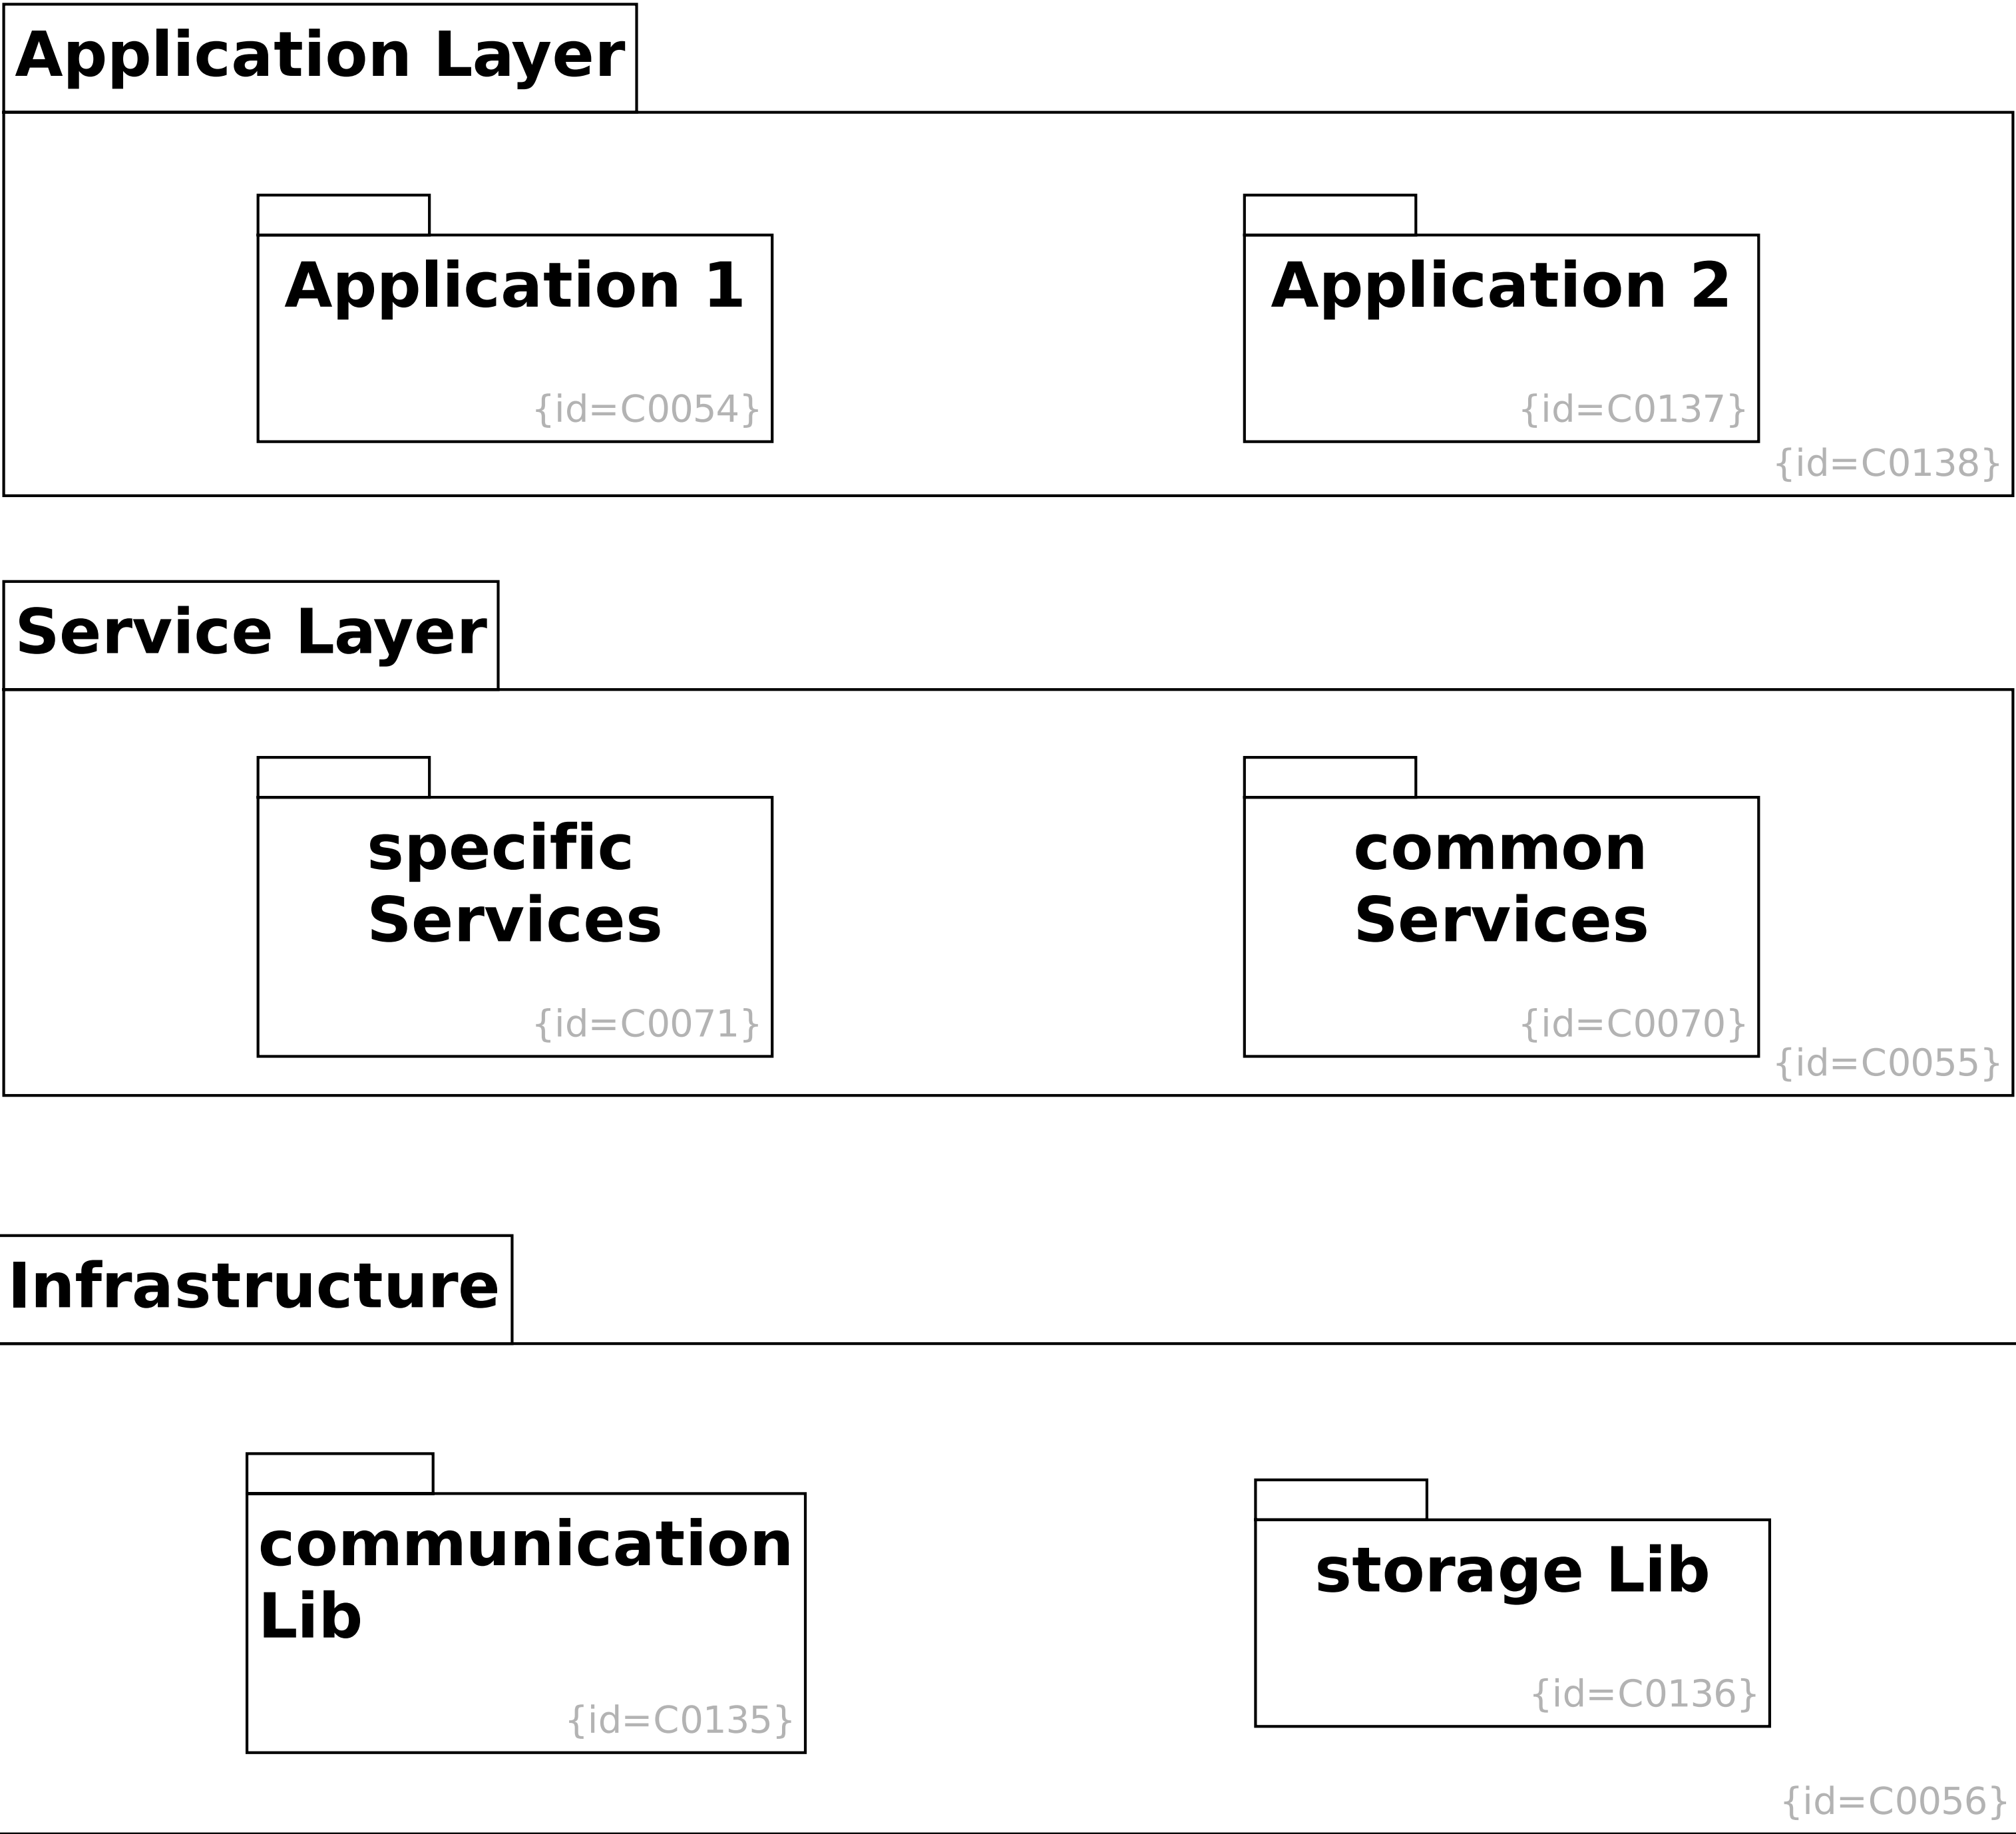 Application Layer
Application 1
{id=C0054}
Application 2
{id=C0137}
{id=C0138}
Service Layer
specific
Services
{id=C0071}
common
Services
{id=C0070}
{id=C0055}
Infrastructure
communication
Lib
{id=C0135}
storage Lib
{id=C0136}
{id=C0056}